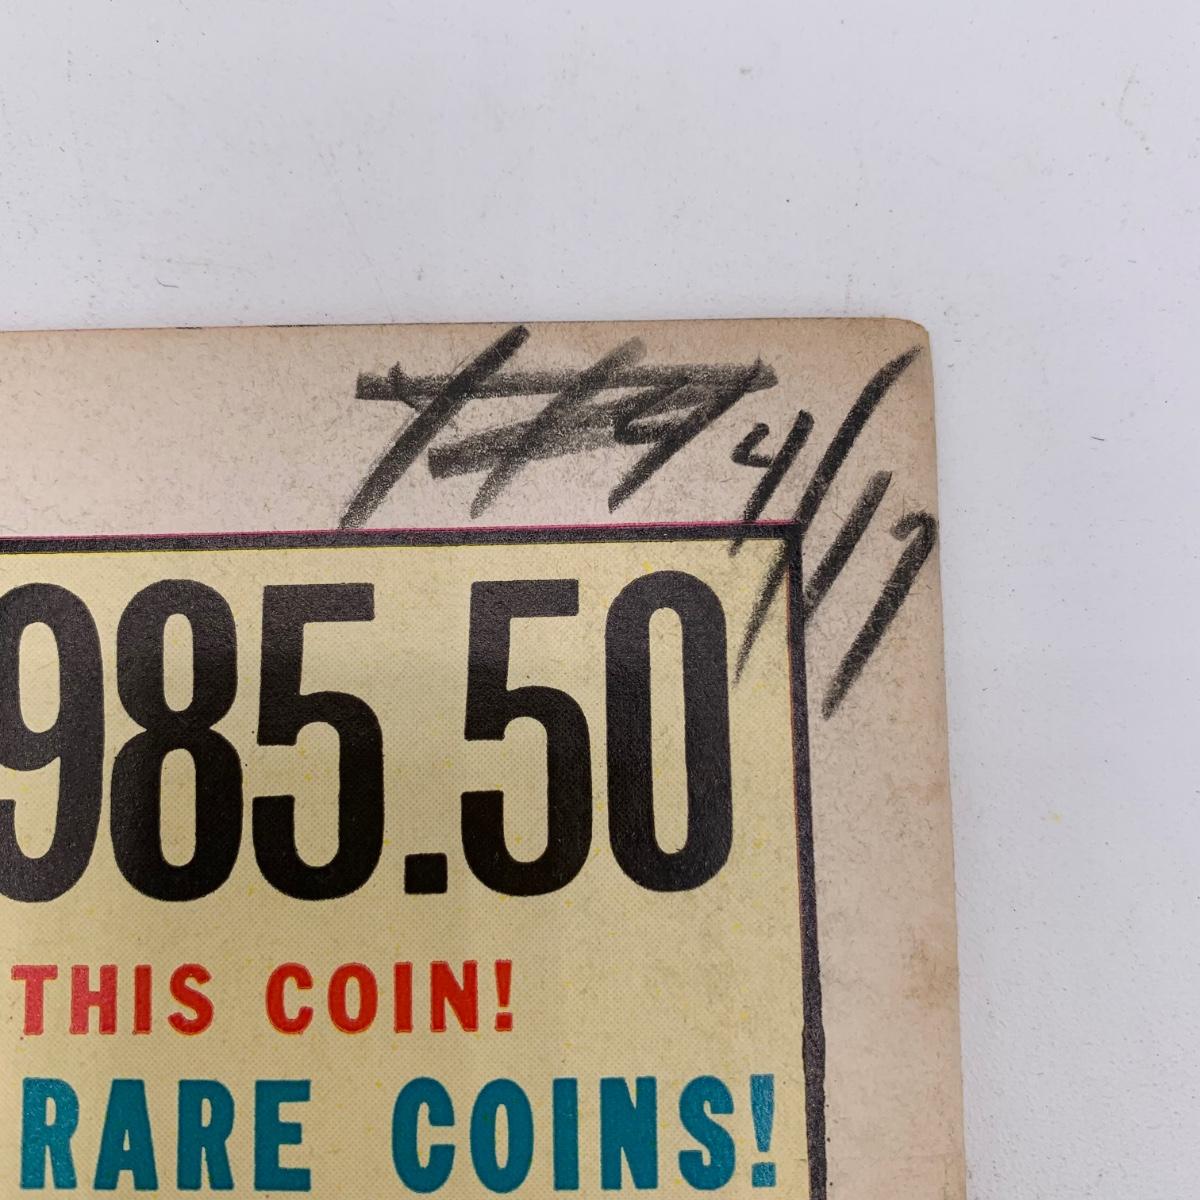 4/17
985.50
THIS COIN!
RARE COINS!